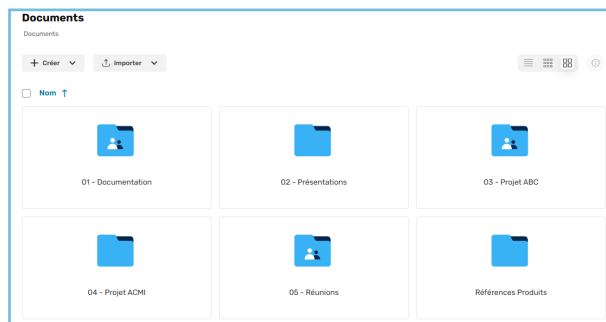 Documents
Documents
+ Créer
Importer
Nom ↑
01 - Documentation
02 - Présentations
03 - Projet ABC
04 - Projet ACMI
05 - Réunions
Références Produits